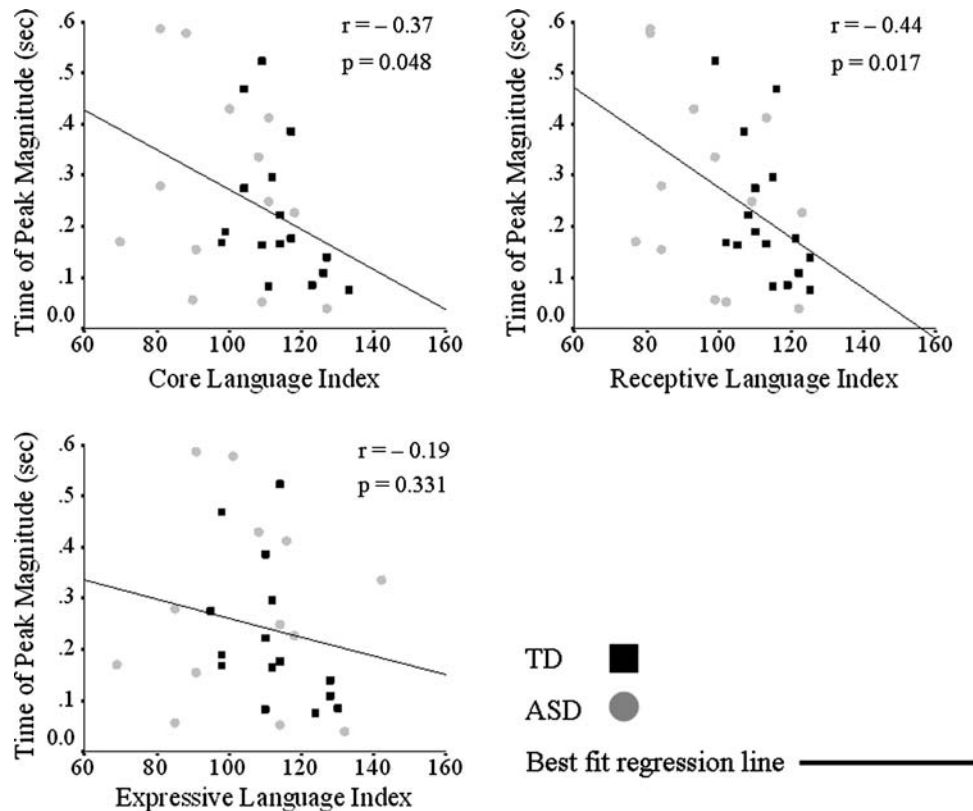 Time of Peak Magnitude (sec)
.6
.5
.4
.3
.2
.1
0.0
r = – 0.37
p = 0.048
60 80 100 120 140 160
Core Language Index
Time of Peak Magnitude (sec)
.6
.5
.4
.3
.2
.1
0.0
r = – 0.44
p = 0.017
60 80 100 120 140 160
Receptive Language Index
Time of Peak Magnitude (sec)
.6
.5
.4
.3
.2
.1
0.0
r = – 0.19
p = 0.331
60 80 100 120 140 160
Expressive Language Index
TD
ASD
Best fit regression line